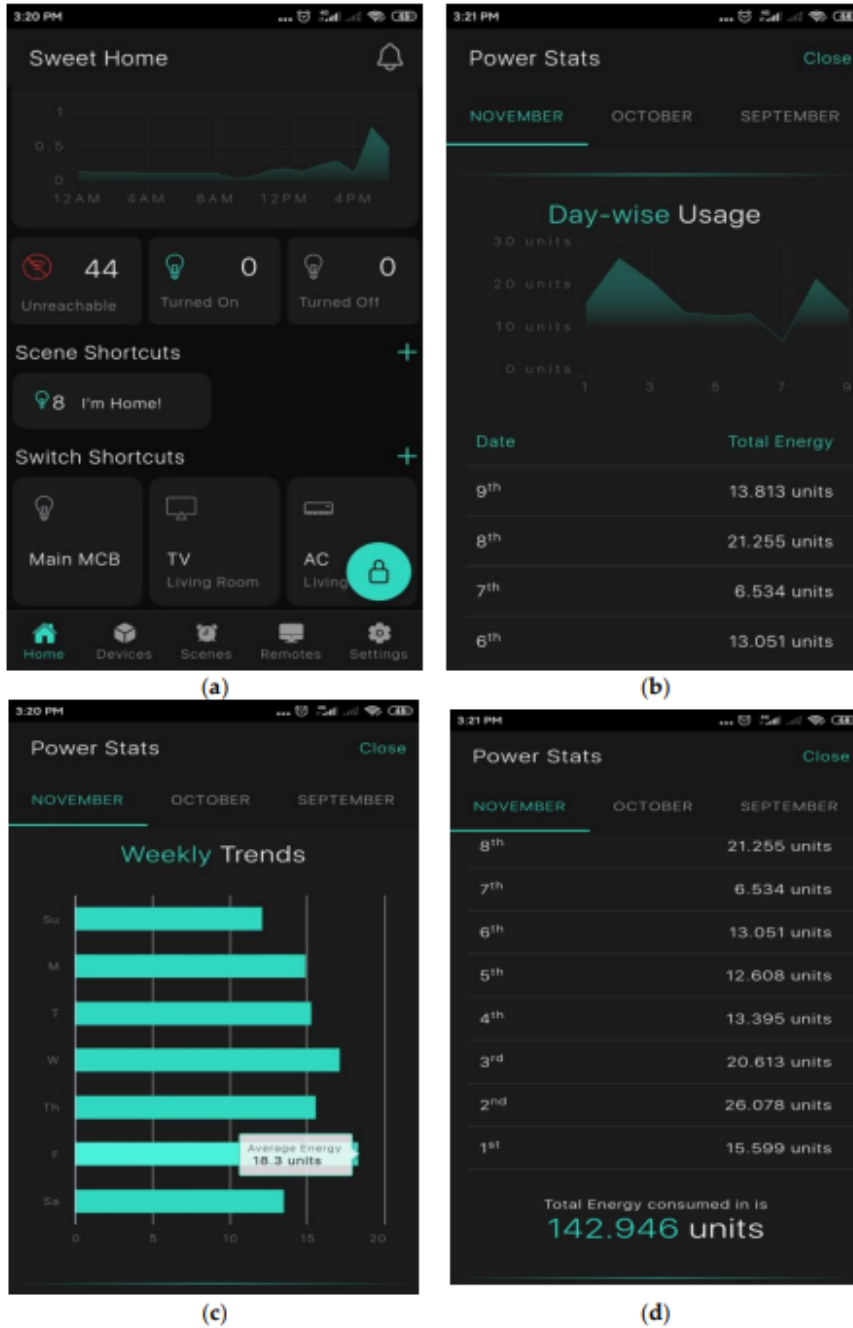 3:20 PM
Sweet Home
1
0.5
0
12AM 4AM 8AM 12PM 4PM
44 0 0
Unreachable Turned On Turned Off
Scene Shortcuts +
8 I'm Home!
Switch Shortcuts +
Main MCB TV AC
Living Room Living
Home Devices Scenes Remotes Settings
(a)
3:21 PM
Power Stats Close
NOVEMBER OCTOBER SEPTEMBER
Day-wise Usage
30 units
20 units
10 units
0 units
1 3 5 7 9
Date Total Energy
9th 13.813 units
8th 21.255 units
7th 6.534 units
6th 13.051 units
(b)
3:20 PM
Power Stats Close
NOVEMBER OCTOBER SEPTEMBER
Weekly Trends
Su
M
T
W
Th
F
Sa
Average Energy
18.3 units
0 5 10 15 20
(c)
3:21 PM
Power Stats Close
NOVEMBER OCTOBER SEPTEMBER
8th 21.255 units
7th 6.534 units
6th 13.051 units
5th 12.608 units
4th 13.395 units
3rd 20.613 units
2nd 26.078 units
1st 15.599 units
Total Energy consumed in is
142.946 units
(d)